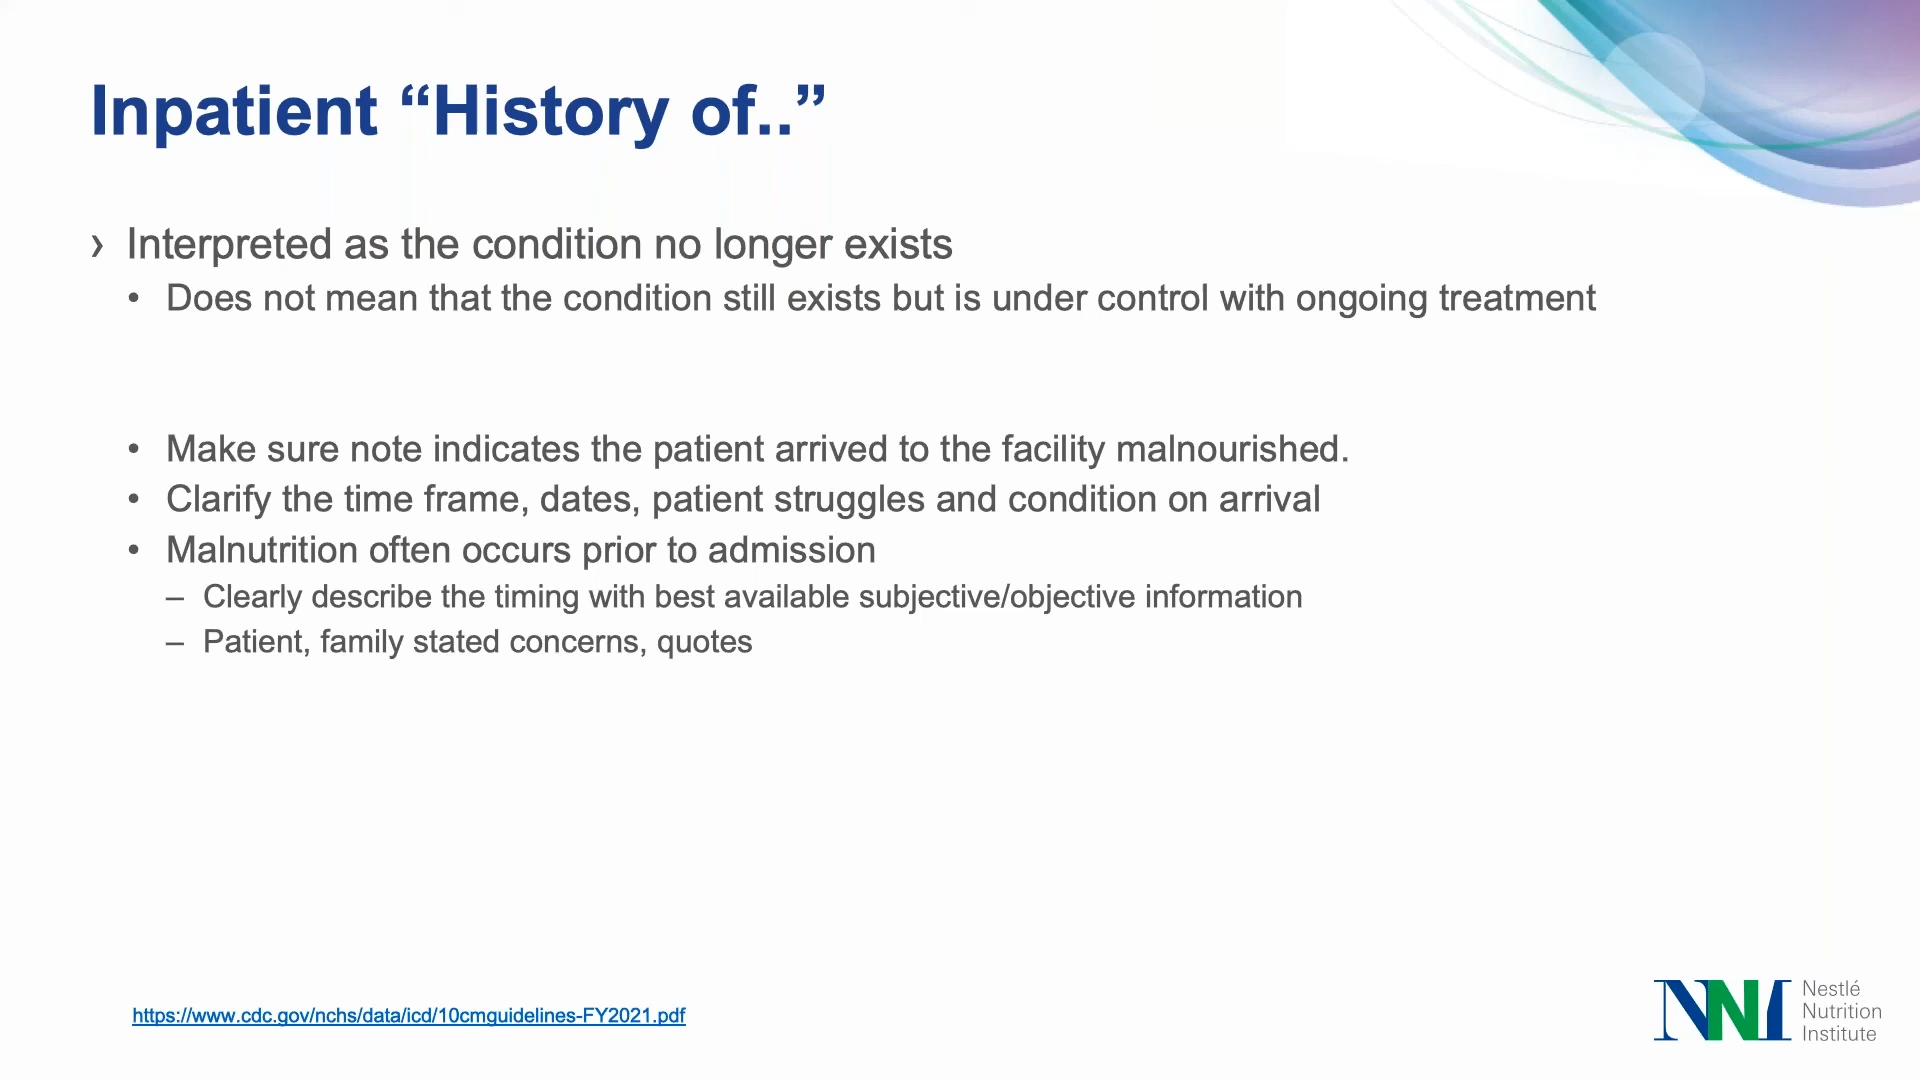 Inpatient “History of..”
› Interpreted as the condition no longer exists
• Does not mean that the condition still exists but is under control with ongoing treatment
• Make sure note indicates the patient arrived to the facility malnourished.
• Clarify the time frame, dates, patient struggles and condition on arrival
• Malnutrition often occurs prior to admission
– Clearly describe the timing with best available subjective/objective information
– Patient, family stated concerns, quotes
https://www.cdc.gov/nchs/data/icd/10cmguidelines-FY2021.pdf
NNI
Nestlé
Nutrition
Institute